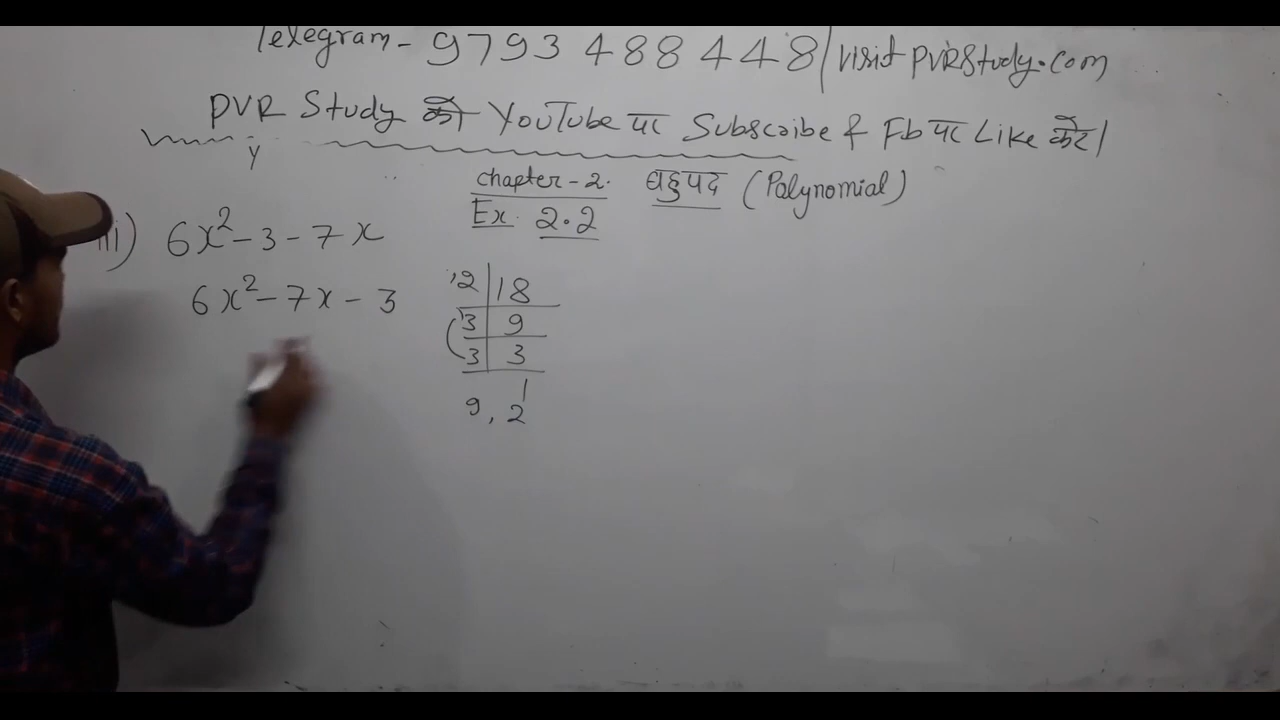 Telegram - 9793 488 448 / visit PVRStudy.com
PVR Study को YouTube पर Subscribe & Fb पर Like करें।
y
Chapter-2. बहुपद (Polynomial)
Ex. 2.2
iii) 6x² - 3 - 7x
6x² - 7x - 3
2 | 18
3 | 9
3 | 3
1
9, 2